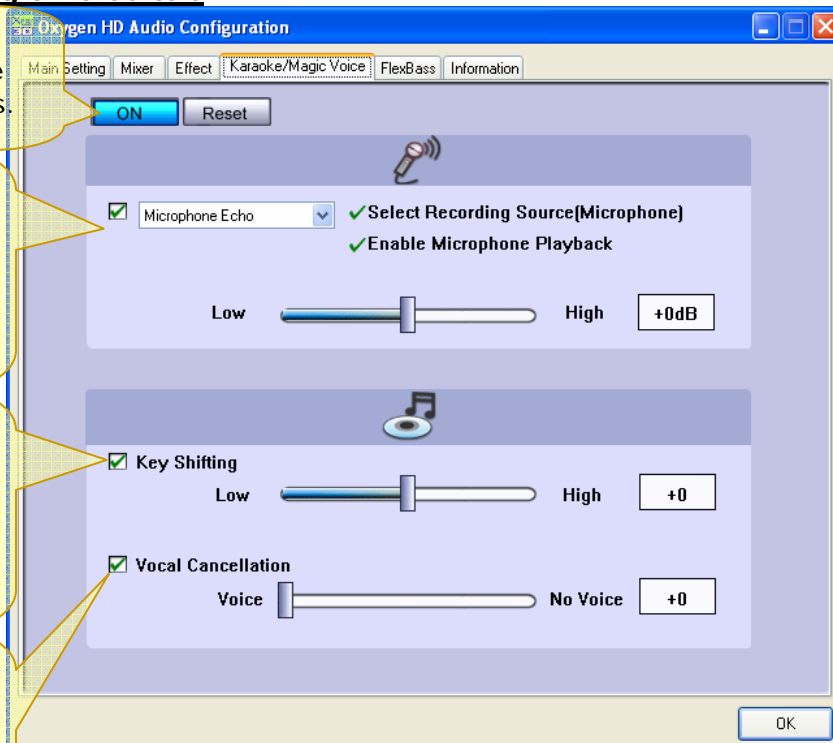 Oxygen HD Audio Configuration
Main Setting Mixer Effect Karaoke/Magic Voice FlexBass Information
ON Reset
Microphone Echo ✓Select Recording Source(Microphone)
✓Enable Microphone Playback
Low High +0dB
Key Shifting
Low High +0
Vocal Cancellation
Voice No Voice +0
OK